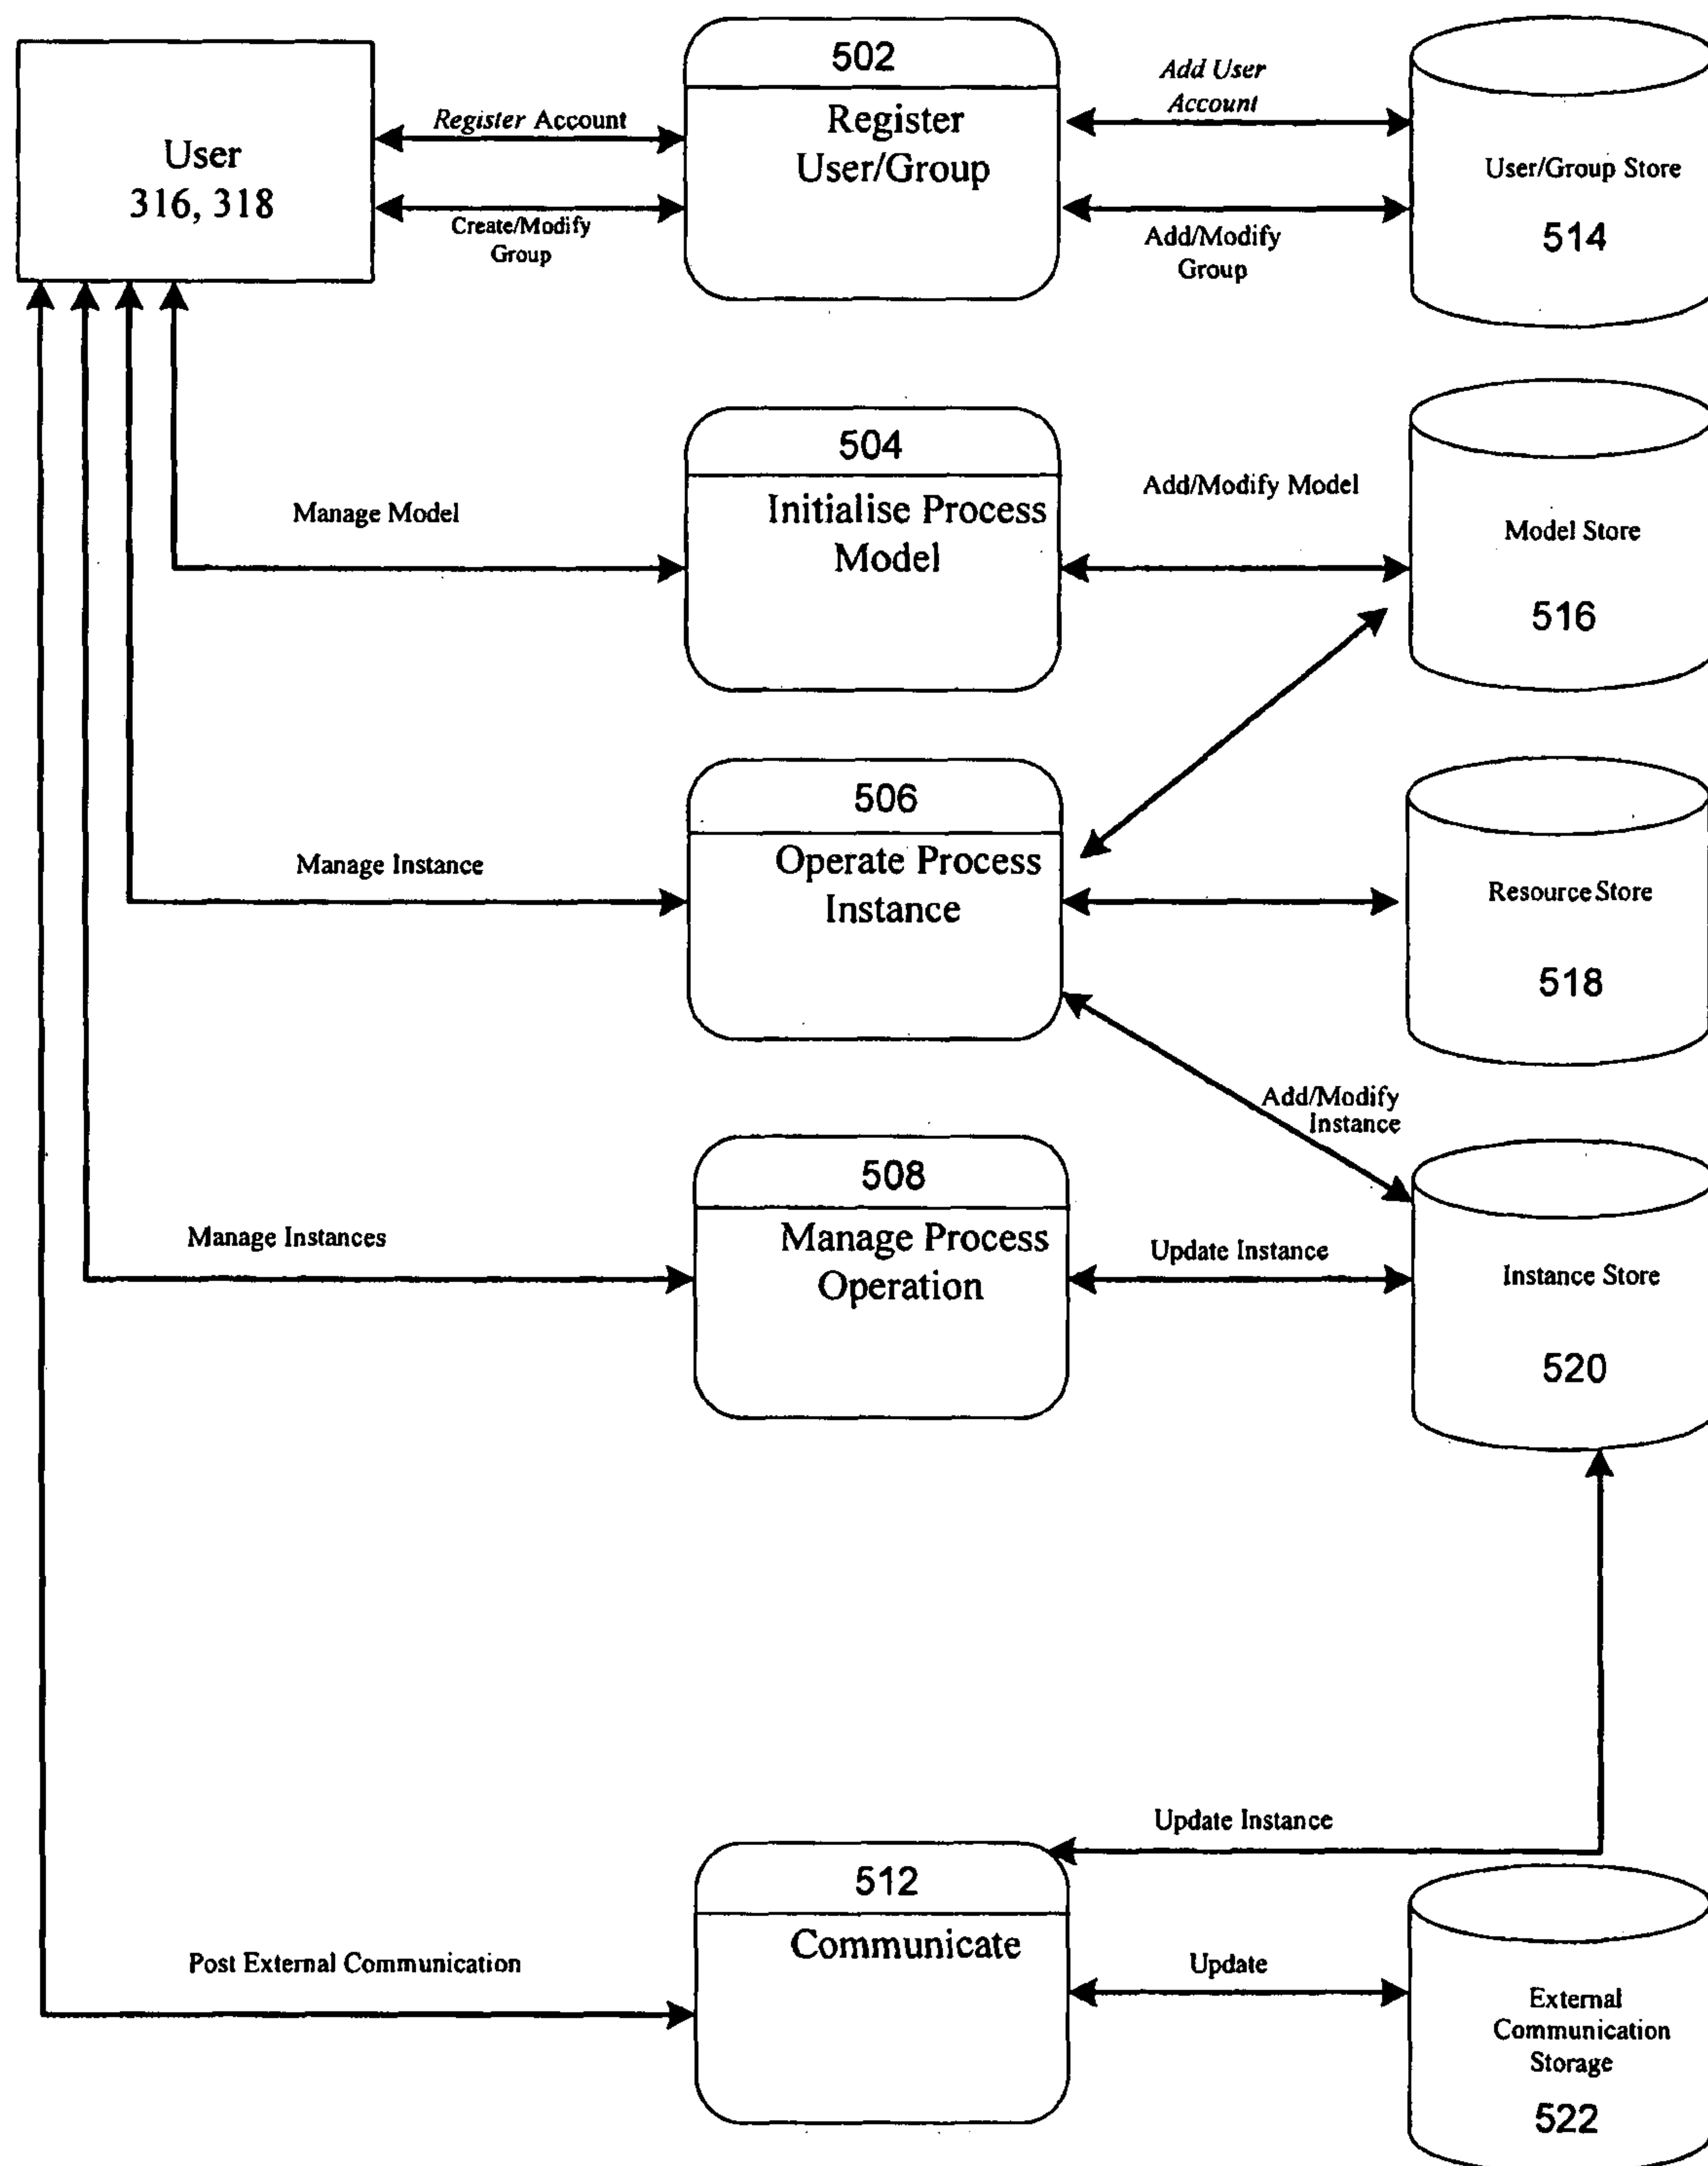 User
316, 318
Register Account
Create/Modify
Group
502
Register
User/Group
Add User
Account
Add/Modify
Group
User/Group Store
514
Manage Model
504
Initialise Process
Model
Add/Modify Model
Model Store
516
Manage Instance
506
Operate Process
Instance
Resource Store
518
Add/Modify
Instance
Manage Instances
508
Manage Process
Operation
Update Instance
Instance Store
520
Update Instance
Post External Communication
512
Communicate
Update
External
Communication
Storage
522